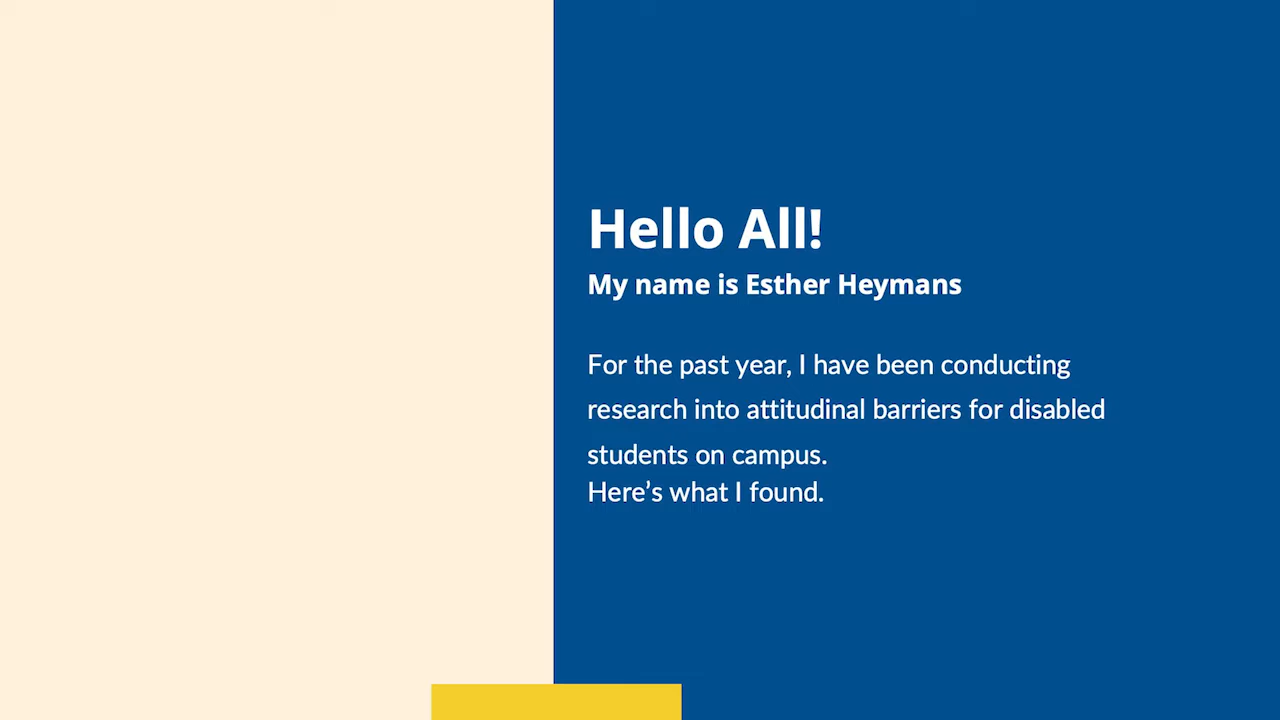 Hello All!
My name is Esther Heymans
For the past year, I have been conducting
research into attitudinal barriers for disabled
students on campus.
Here’s what I found.